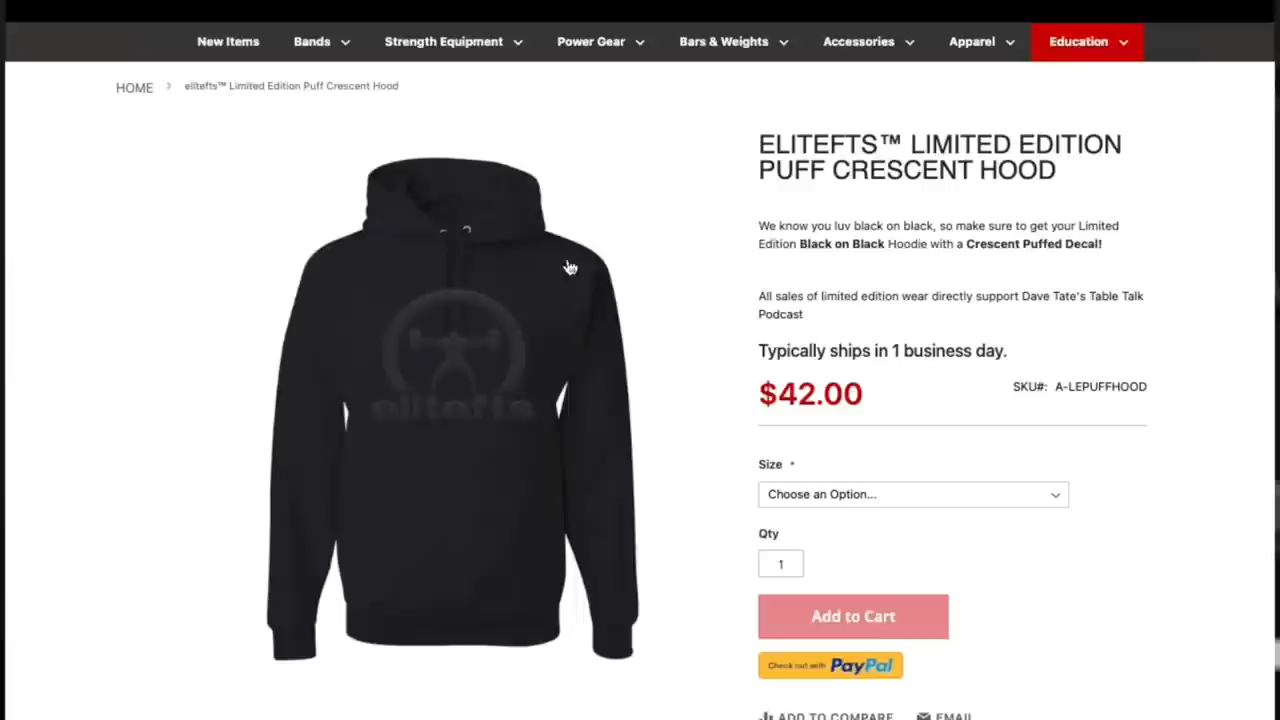 New Items Bands Strength Equipment Power Gear Bars & Weights Accessories Apparel Education
HOME elitefts™ Limited Edition Puff Crescent Hood
ELITEFTS™ LIMITED EDITION
PUFF CRESCENT HOOD
We know you luv black on black, so make sure to get your Limited
Edition Black on Black Hoodie with a Crescent Puffed Decal!
All sales of limited edition wear directly support Dave Tate's Table Talk
Podcast
Typically ships in 1 business day.
$42.00 SKU#: A-LEPUFFHOOD
elitefts
Size *
Choose an Option...
Qty
1
Add to Cart
Check out with PayPal
ADD TO COMPARE EMAIL